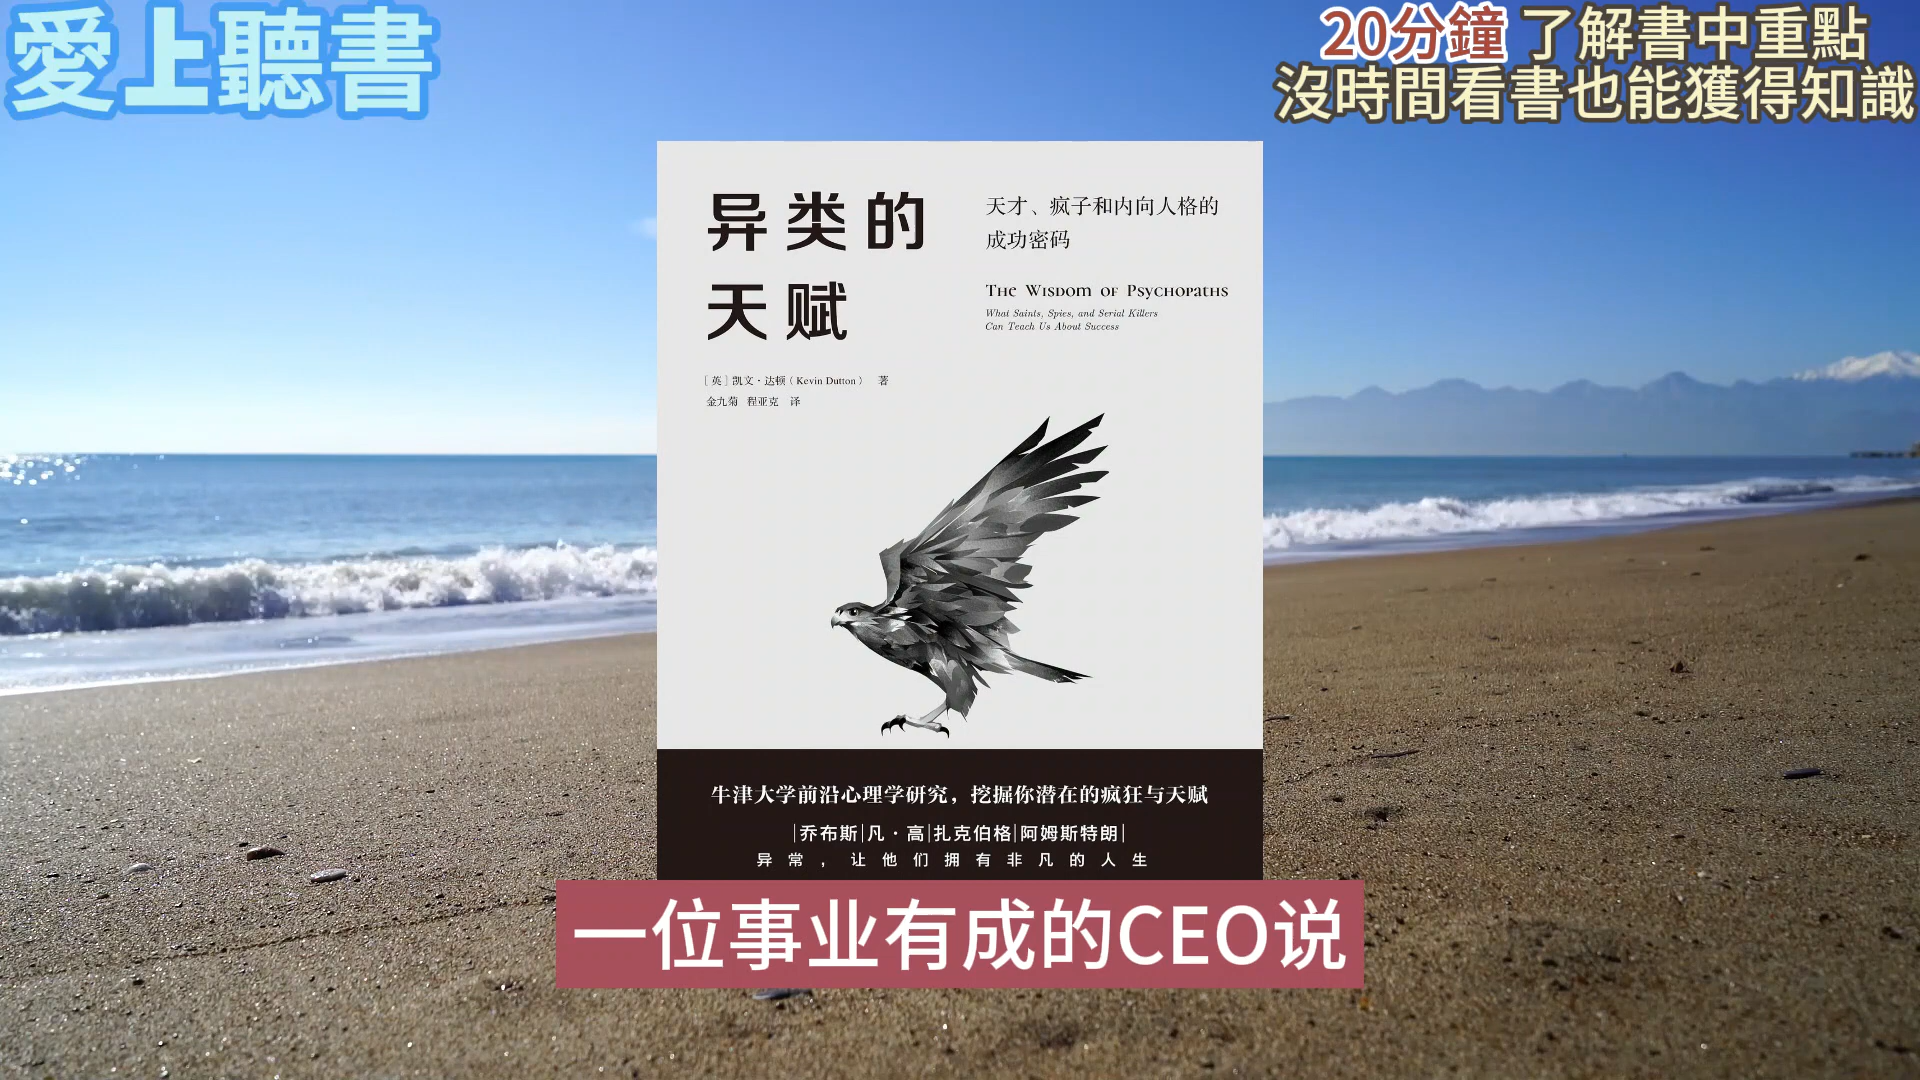 愛上聽書
20分鐘 了解書中重點
沒時間看書也能獲得知識
异类的
天赋
天才、疯子和内向人格的
成功密码
The Wisdom of Psychopaths
What Saints, Spies, and Serial Killers
Can Teach Us About Success
[英]凯文·达顿(Kevin Dutton) 著
金九菊 程亚克 译
牛津大学前沿心理学研究，挖掘你潜在的疯狂与天赋
|乔布斯|凡·高|扎克伯格|阿姆斯特朗|
异常，让他们拥有非凡的人生
一位事业有成的CEO说